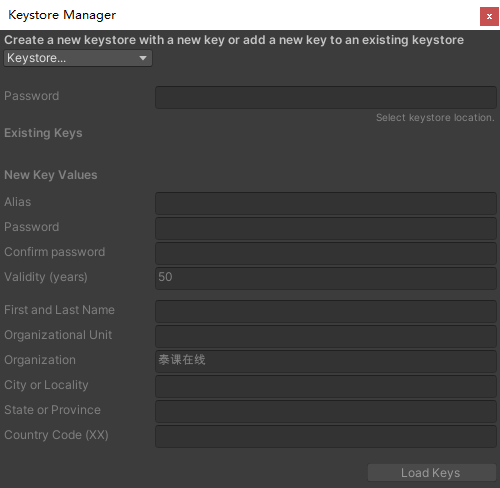 Keystore Manager
x
Create a new keystore with a new key or add a new key to an existing keystore
Keystore...
Password
Select keystore location.
Existing Keys
New Key Values
Alias
Password
Confirm password
Validity (years) 50
First and Last Name
Organizational Unit
Organization 泰课在线
City or Locality
State or Province
Country Code (XX)
Load Keys